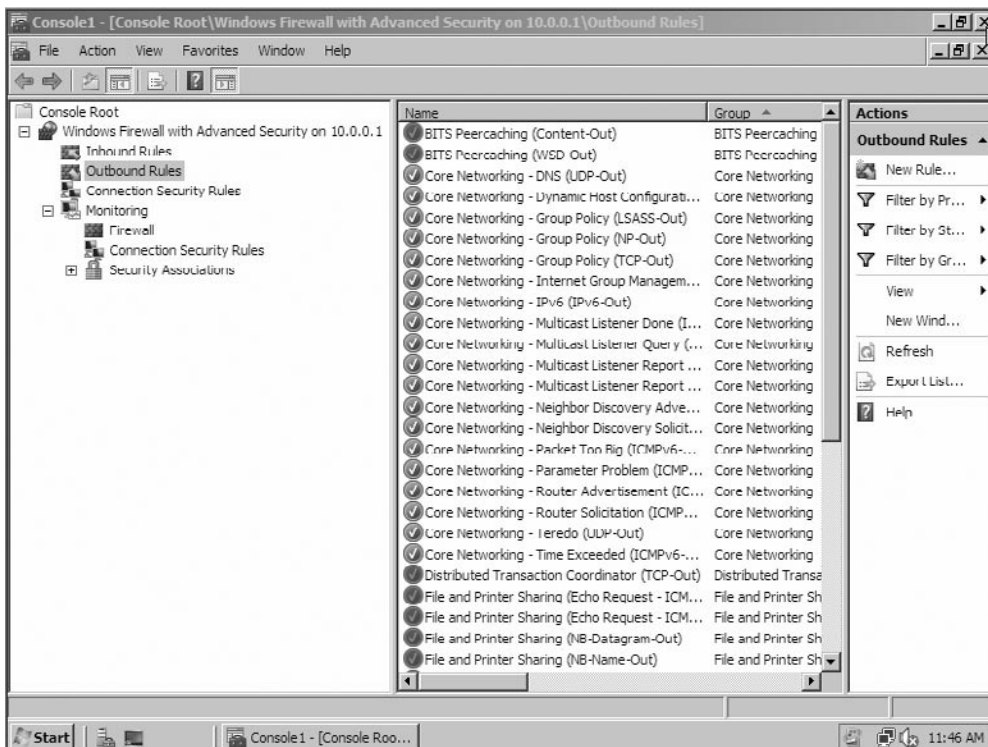 Console1 - [Console Root\Windows Firewall with Advanced Security on 10.0.0.1\Outbound Rules]
File Action View Favorites Window Help
Console Root
Windows Firewall with Advanced Security on 10.0.0.1
Inbound Rules
Outbound Rules
Connection Security Rules
Monitoring
Firewall
Connection Security Rules
Security Associations
Name Group
BITS Peercaching (Content-Out) BITS Peercaching
BITS Peercaching (WSD-Out) BITS Peercaching
Core Networking - DNS (UDP-Out) Core Networking
Core Networking - Dynamic Host Configurati... Core Networking
Core Networking - Group Policy (LSASS-Out) Core Networking
Core Networking - Group Policy (NP-Out) Core Networking
Core Networking - Group Policy (TCP-Out) Core Networking
Core Networking - Internet Group Managem... Core Networking
Core Networking - IPv6 (IPv6-Out) Core Networking
Core Networking - Multicast Listener Done (I... Core Networking
Core Networking - Multicast Listener Query (... Core Networking
Core Networking - Multicast Listener Report ... Core Networking
Core Networking - Multicast Listener Report ... Core Networking
Core Networking - Neighbor Discovery Adve... Core Networking
Core Networking - Neighbor Discovery Solicit... Core Networking
Core Networking - Packet Too Big (ICMPv6-... Core Networking
Core Networking - Parameter Problem (ICMP... Core Networking
Core Networking - Router Advertisement (IC... Core Networking
Core Networking - Router Solicitation (ICMP... Core Networking
Core Networking - Teredo (UDP-Out) Core Networking
Core Networking - Time Exceeded (ICMPv6-... Core Networking
Distributed Transaction Coordinator (TCP-Out) Distributed Transa
File and Printer Sharing (Echo Request - ICM... File and Printer Sh
File and Printer Sharing (Echo Request - ICM... File and Printer Sh
File and Printer Sharing (NB-Datagram-Out) File and Printer Sh
File and Printer Sharing (NB-Name-Out) File and Printer Sh
Actions
Outbound Rules
New Rule...
Filter by Pr...
Filter by St...
Filter by Gr...
View
New Wind...
Refresh
Export List...
Help
Start
Console1 - [Console Roo...
11:46 AM